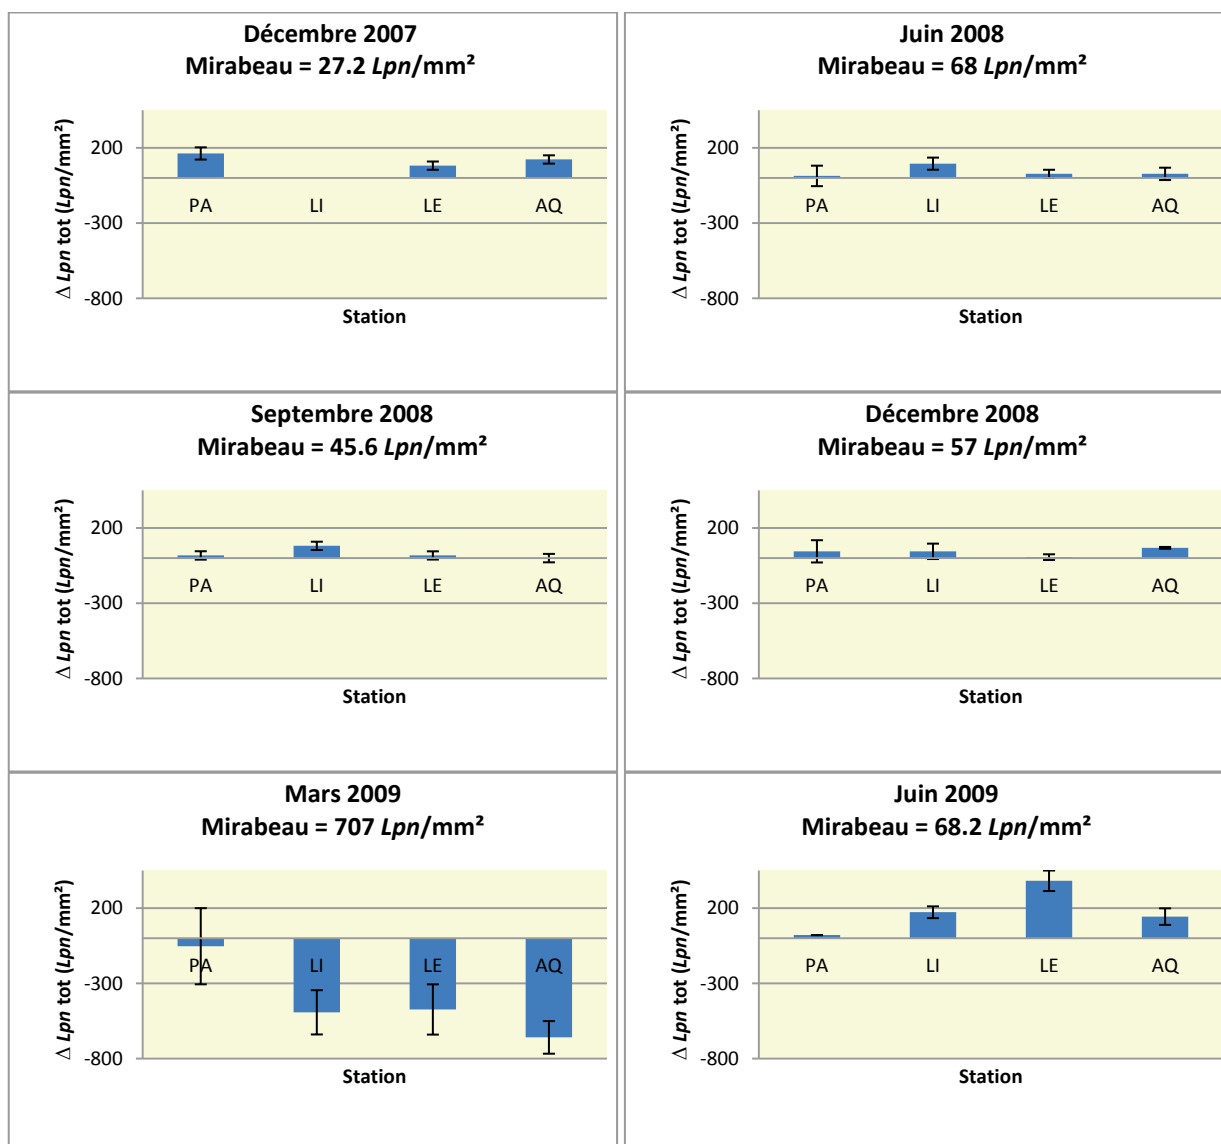 Décembre 2007
Mirabeau = 27.2 Lpn/mm²
Δ Lpn tot (Lpn/mm²)
200
-300
-800
PA LI LE AQ
Station
Juin 2008
Mirabeau = 68 Lpn/mm²
Δ Lpn tot (Lpn/mm²)
200
-300
-800
PA LI LE AQ
Station
Septembre 2008
Mirabeau = 45.6 Lpn/mm²
Δ Lpn tot (Lpn/mm²)
200
-300
-800
PA LI LE AQ
Station
Décembre 2008
Mirabeau = 57 Lpn/mm²
Δ Lpn tot (Lpn/mm²)
200
-300
-800
PA LI LE AQ
Station
Mars 2009
Mirabeau = 707 Lpn/mm²
Δ Lpn tot (Lpn/mm²)
200
-300
-800
PA LI LE AQ
Station
Juin 2009
Mirabeau = 68.2 Lpn/mm²
Δ Lpn tot (Lpn/mm²)
200
-300
-800
PA LI LE AQ
Station